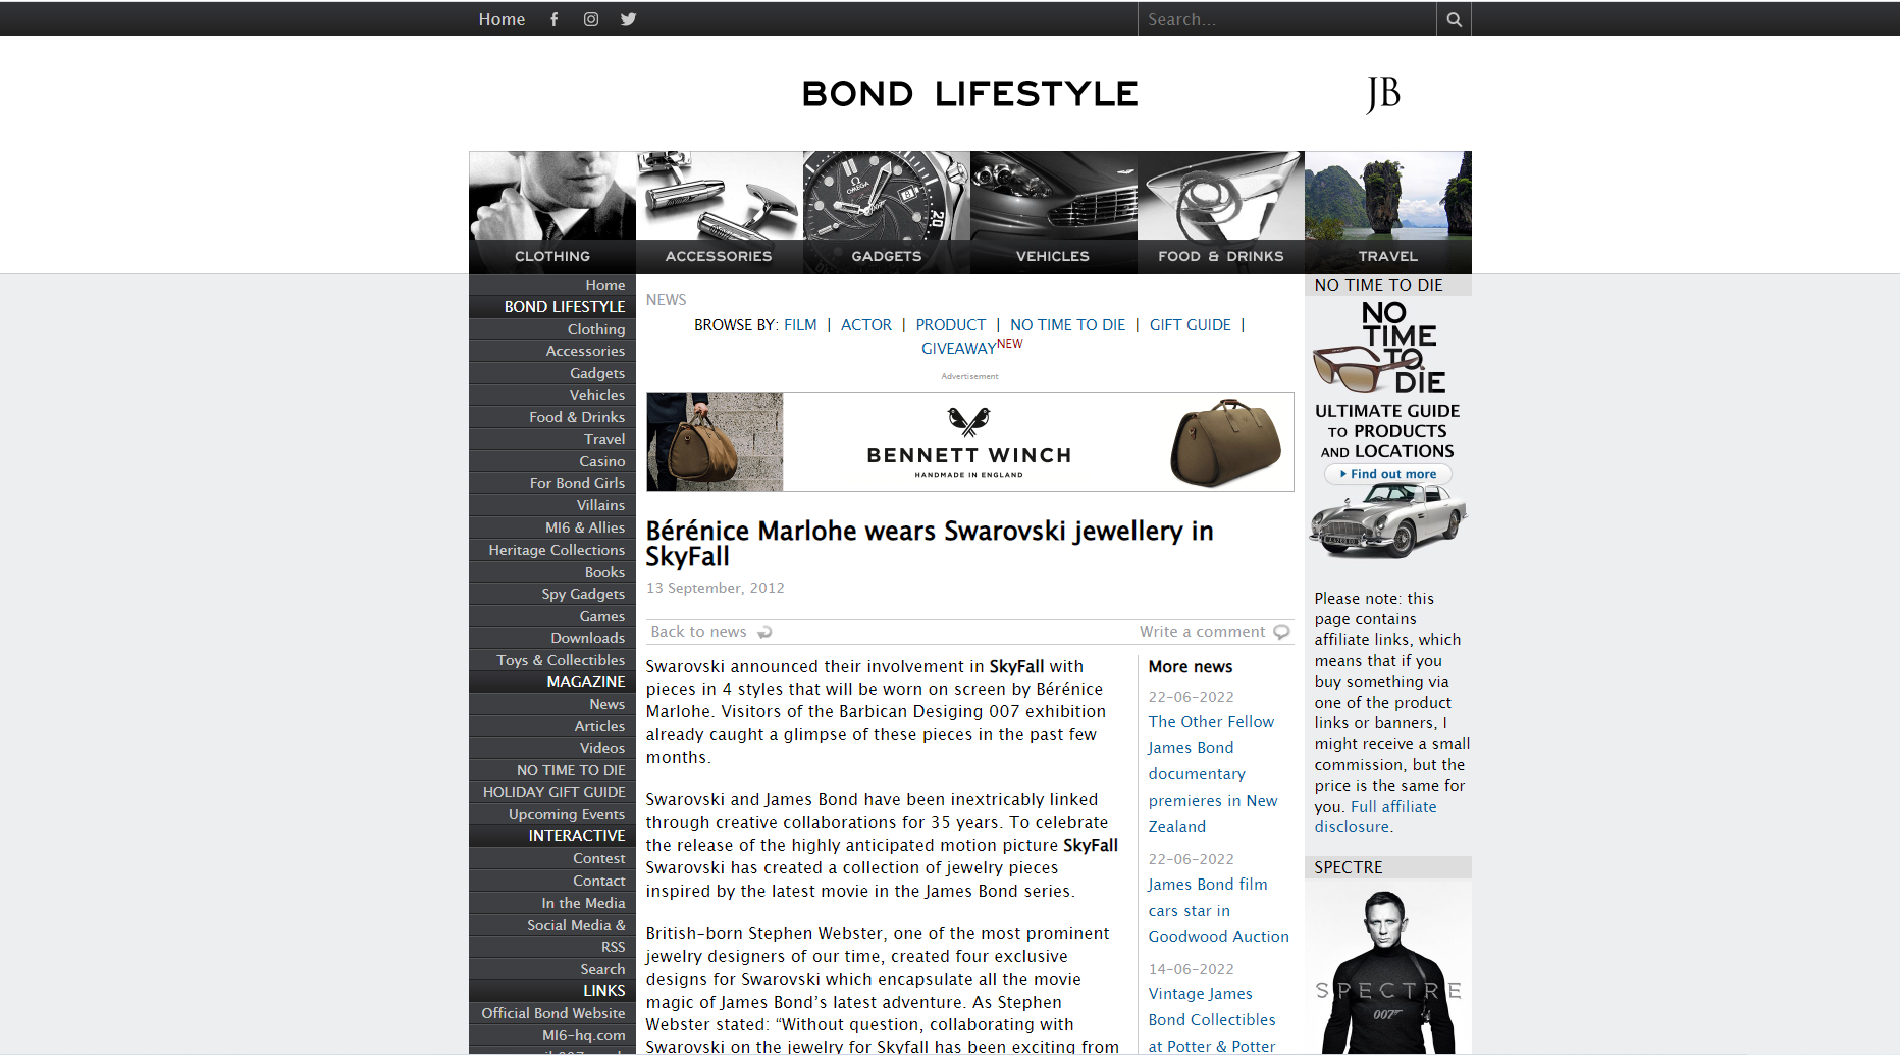 Home
Search...
BOND LIFESTYLE
JB
CLOTHING
ACCESSORIES
GADGETS
VEHICLES
FOOD & DRINKS
TRAVEL
Home
BOND LIFESTYLE
Clothing
Accessories
Gadgets
Vehicles
Food & Drinks
Travel
Casino
For Bond Girls
Villains
MI6 & Allies
Heritage Collections
Books
Spy Gadgets
Games
Downloads
Toys & Collectibles
MAGAZINE
News
Articles
Videos
NO TIME TO DIE
HOLIDAY GIFT GUIDE
Upcoming Events
INTERACTIVE
Contest
Contact
In the Media
Social Media &
RSS
Search
LINKS
Official Bond Website
MI6-hq.com
NEWS
BROWSE BY: FILM | ACTOR | PRODUCT | NO TIME TO DIE | GIFT GUIDE |
GIVEAWAYNEW
Advertisement
BENNETT WINCH
HANDMADE IN ENGLAND
Bérénice Marlohe wears Swarovski jewellery in
SkyFall
13 September, 2012
Back to news
Write a comment
Swarovski announced their involvement in SkyFall with
pieces in 4 styles that will be worn on screen by Bérénice
Marlohe. Visitors of the Barbican Desiging 007 exhibition
already caught a glimpse of these pieces in the past few
months.
Swarovski and James Bond have been inextricably linked
through creative collaborations for 35 years. To celebrate
the release of the highly anticipated motion picture SkyFall
Swarovski has created a collection of jewelry pieces
inspired by the latest movie in the James Bond series.
British-born Stephen Webster, one of the most prominent
jewelry designers of our time, created four exclusive
designs for Swarovski which encapsulate all the movie
magic of James Bond's latest adventure. As Stephen
Webster stated: “Without question, collaborating with
Swarovski on the jewelry for Skyfall has been exciting from
More news
22-06-2022
The Other Fellow
James Bond
documentary
premieres in New
Zealand
22-06-2022
James Bond film
cars star in
Goodwood Auction
14-06-2022
Vintage James
Bond Collectibles
at Potter & Potter
NO TIME TO DIE
NO
TIME
TO
DIE
ULTIMATE GUIDE
TO PRODUCTS
AND LOCATIONS
Find out more
Please note: this
page contains
affiliate links, which
means that if you
buy something via
one of the product
links or banners, I
might receive a small
commission, but the
price is the same for
you. Full affiliate
disclosure.
SPECTRE
SPECTRE
007